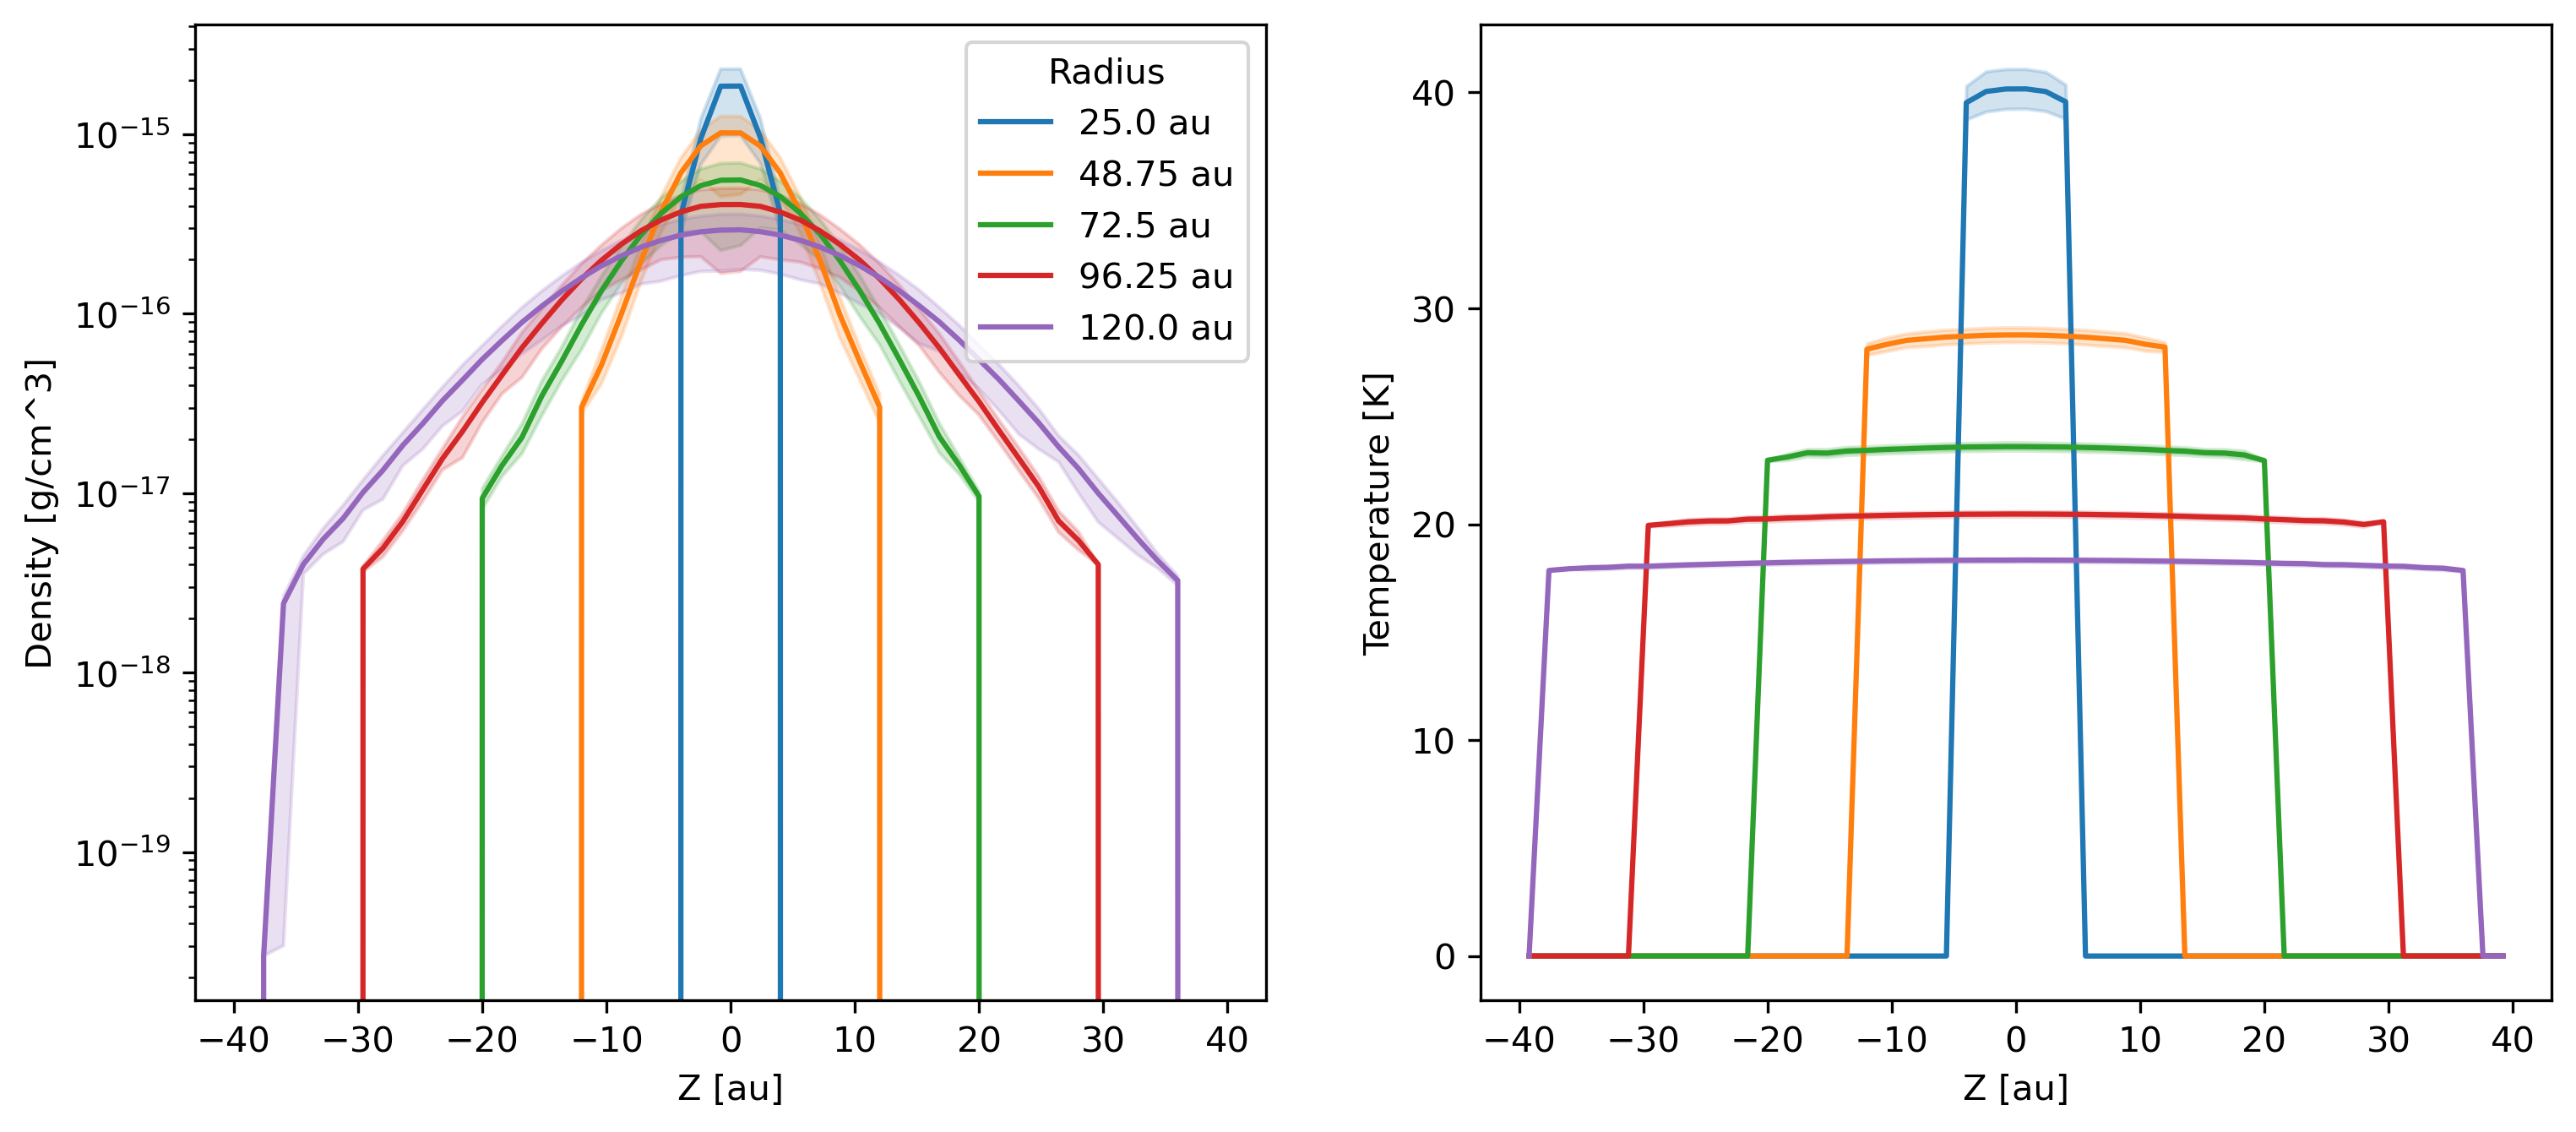 Density [g/cm^3]
10⁻¹⁵
10⁻¹⁶
10⁻¹⁷
10⁻¹⁸
10⁻¹⁹
Radius
25.0 au
48.75 au
72.5 au
96.25 au
120.0 au
−40 −30 −20 −10 0 10 20 30 40
Z [au]
Temperature [K]
40
30
20
10
0
−40 −30 −20 −10 0 10 20 30 40
Z [au]